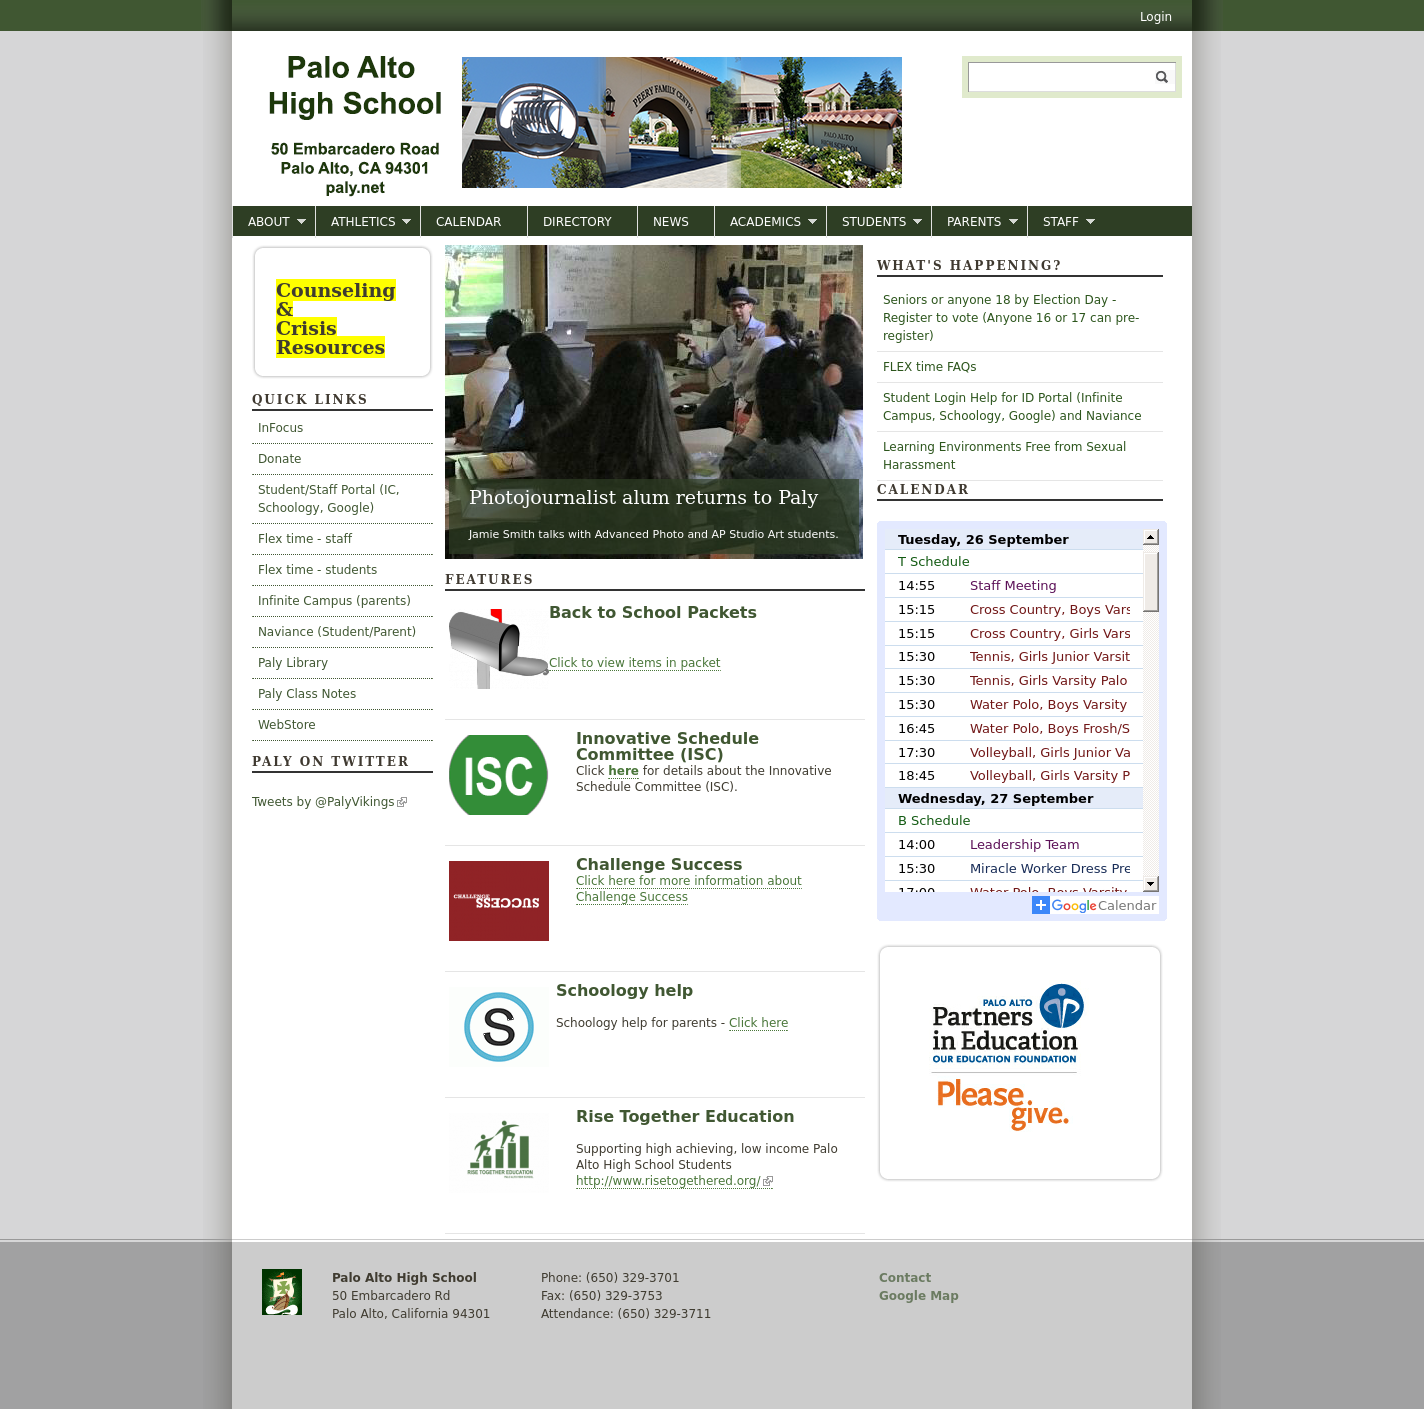 Login
Palo Alto
High School
50 Embarcadero Road
Palo Alto, CA 94301
paly.net
PEERY FAMILY CENTER
PALO ALTO
HIGH SCHOOL
ABOUT
ATHLETICS
CALENDAR
DIRECTORY
NEWS
ACADEMICS
STUDENTS
PARENTS
STAFF
Counseling
&
Crisis
Resources
QUICK LINKS
InFocus
Donate
Student/Staff Portal (IC,
Schoology, Google)
Flex time - staff
Flex time - students
Infinite Campus (parents)
Naviance (Student/Parent)
Paly Library
Paly Class Notes
WebStore
PALY ON TWITTER
Tweets by @PalyVikings
Photojournalist alum returns to Paly
Jamie Smith talks with Advanced Photo and AP Studio Art students.
FEATURES
Back to School Packets
Click to view items in packet
ISC
Innovative Schedule
Committee (ISC)
Click here for details about the Innovative
Schedule Committee (ISC).
CHALLENGE
SUCCESS
Challenge Success
Click here for more information about
Challenge Success
S
Schoology help
Schoology help for parents - Click here
RISE TOGETHER EDUCATION
Rise Together Education
Supporting high achieving, low income Palo
Alto High School Students
http://www.risetogethered.org/
WHAT'S HAPPENING?
Seniors or anyone 18 by Election Day -
Register to vote (Anyone 16 or 17 can pre-
register)
FLEX time FAQs
Student Login Help for ID Portal (Infinite
Campus, Schoology, Google) and Naviance
Learning Environments Free from Sexual
Harassment
CALENDAR
Tuesday, 26 September
T Schedule
14:55 Staff Meeting
15:15 Cross Country, Boys Vars
15:15 Cross Country, Girls Vars
15:30 Tennis, Girls Junior Varsit
15:30 Tennis, Girls Varsity Palo
15:30 Water Polo, Boys Varsity
16:45 Water Polo, Boys Frosh/S
17:30 Volleyball, Girls Junior Va
18:45 Volleyball, Girls Varsity P
Wednesday, 27 September
B Schedule
14:00 Leadership Team
15:30 Miracle Worker Dress Pre
17:00 Water Polo, Boys Varsity
Google Calendar
PALO ALTO
Partners
in Education
OUR EDUCATION FOUNDATION
Please
give.
Palo Alto High School
50 Embarcadero Rd
Palo Alto, California 94301
Phone: (650) 329-3701
Fax: (650) 329-3753
Attendance: (650) 329-3711
Contact
Google Map